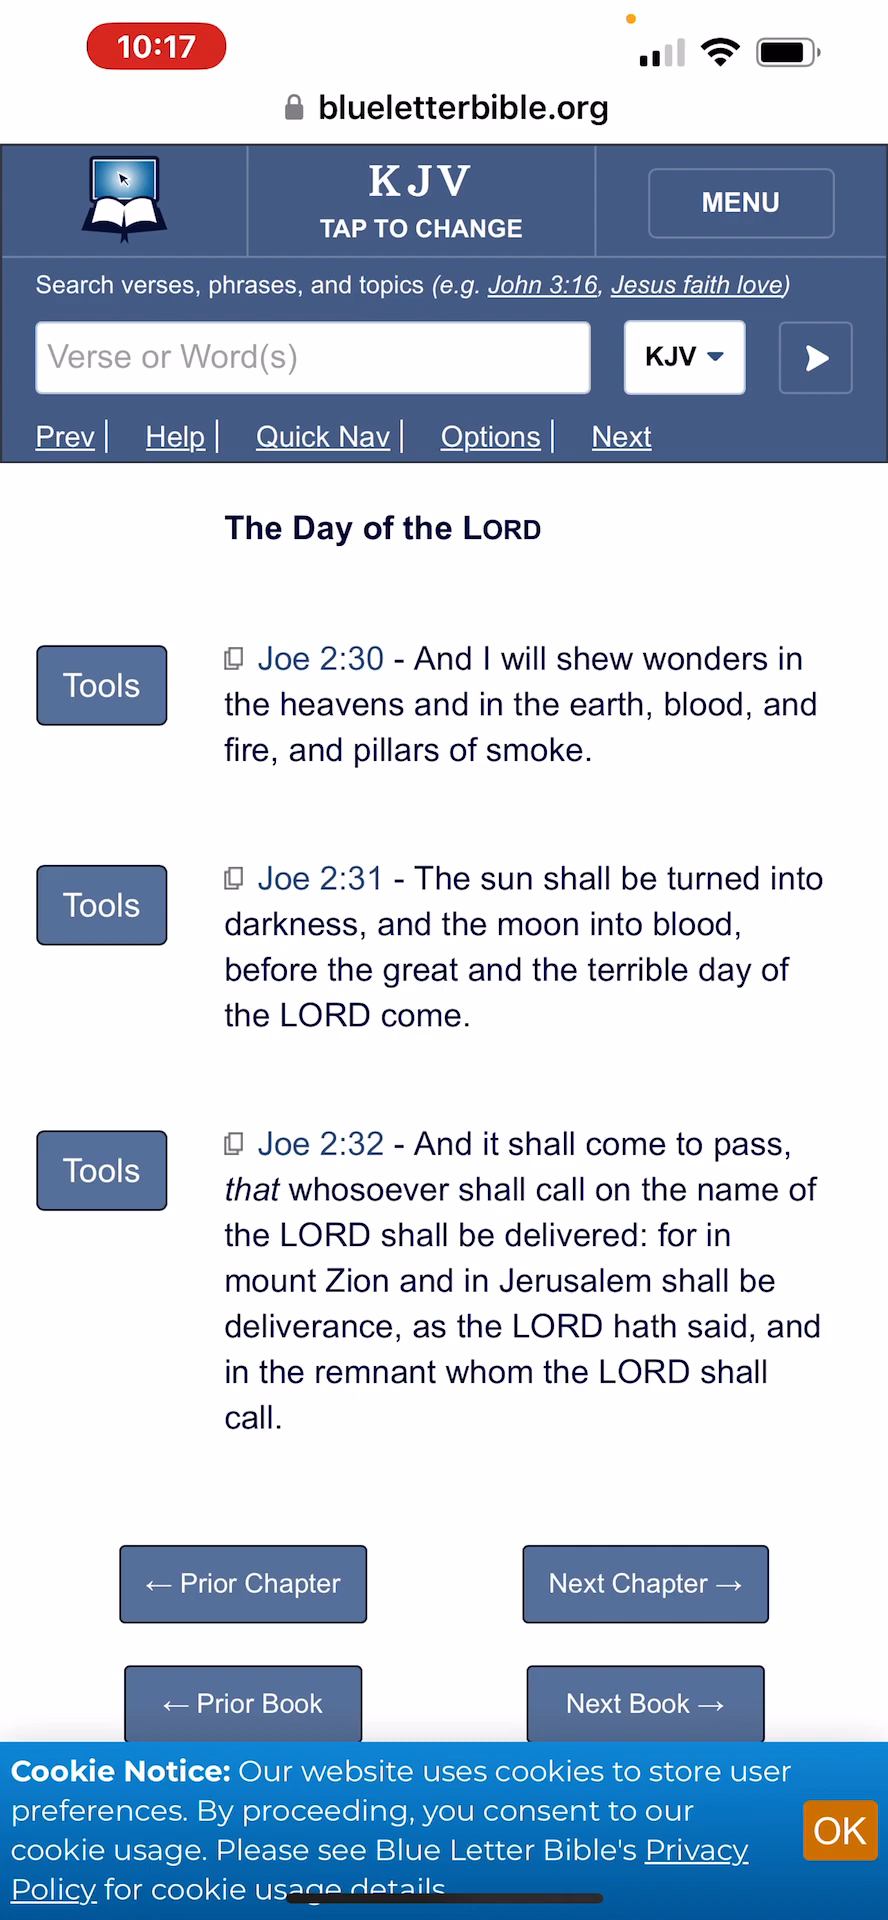 10:17
blueletterbible.org
KJV
TAP TO CHANGE
MENU
Search verses, phrases, and topics (e.g. John 3:16, Jesus faith love)
Verse or Word(s)
KJV
Prev | Help | Quick Nav | Options | Next
The Day of the LORD
Tools
Joe 2:30 - And I will shew wonders in
the heavens and in the earth, blood, and
fire, and pillars of smoke.
Tools
Joe 2:31 - The sun shall be turned into
darkness, and the moon into blood,
before the great and the terrible day of
the LORD come.
Tools
Joe 2:32 - And it shall come to pass,
that whosoever shall call on the name of
the LORD shall be delivered: for in
mount Zion and in Jerusalem shall be
deliverance, as the LORD hath said, and
in the remnant whom the LORD shall
call.
← Prior Chapter
Next Chapter →
← Prior Book
Next Book →
Cookie Notice: Our website uses cookies to store user
preferences. By proceeding, you consent to our
cookie usage. Please see Blue Letter Bible's Privacy
Policy for cookie usage details
OK